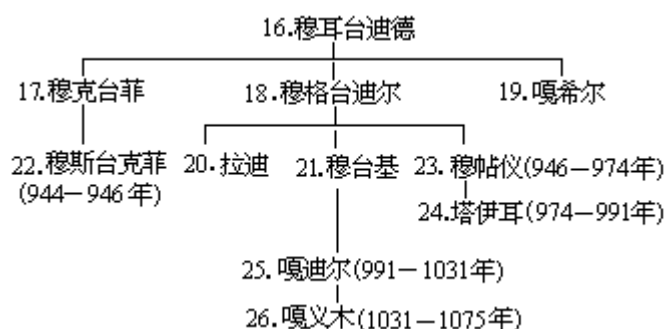 16.穆耳台迪德
17.穆克台菲 18.穆格台迪尔 19.嘎希尔
22.穆斯台克菲 20.拉迪 21.穆台基 23.穆帖仪(946－974年)
(944－946年) 24.塔伊耳(974－991年)
25.嘎迪尔(991－1031年)
26.嘎义木(1031－1075年)